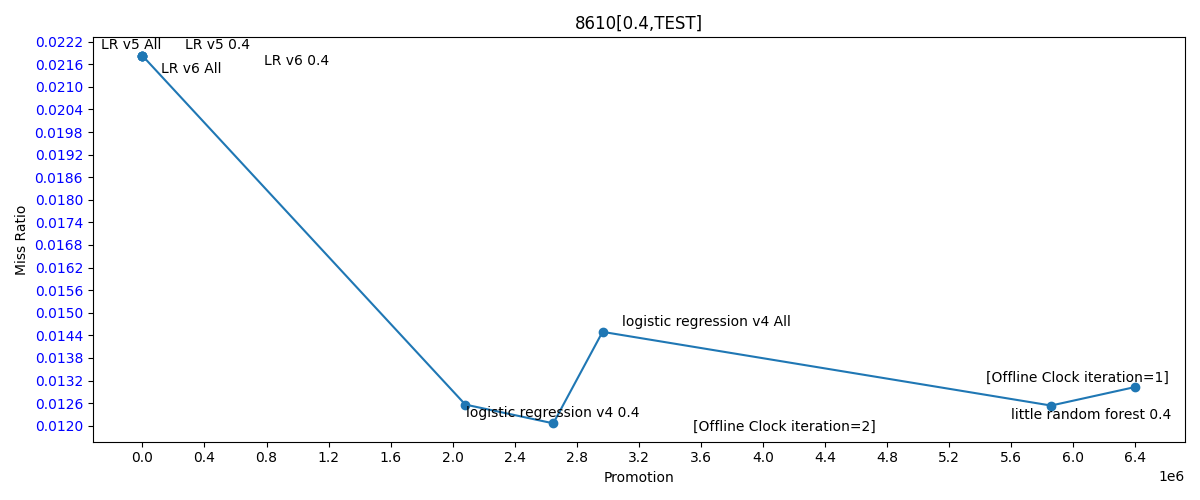 8610[0.4,TEST]
0.0222
0.0216
0.0210
0.0204
0.0198
0.0192
0.0186
0.0180
0.0174
0.0168
0.0162
0.0156
0.0150
0.0144
0.0138
0.0132
0.0126
0.0120
Miss Ratio
LR v5 All
LR v5 0.4
LR v6 All
LR v6 0.4
logistic regression v4 All
[Offline Clock iteration=1]
logistic regression v4 0.4
little random forest 0.4
[Offline Clock iteration=2]
0.0 0.4 0.8 1.2 1.6 2.0 2.4 2.8 3.2 3.6 4.0 4.4 4.8 5.2 5.6 6.0 6.4
Promotion
1e6